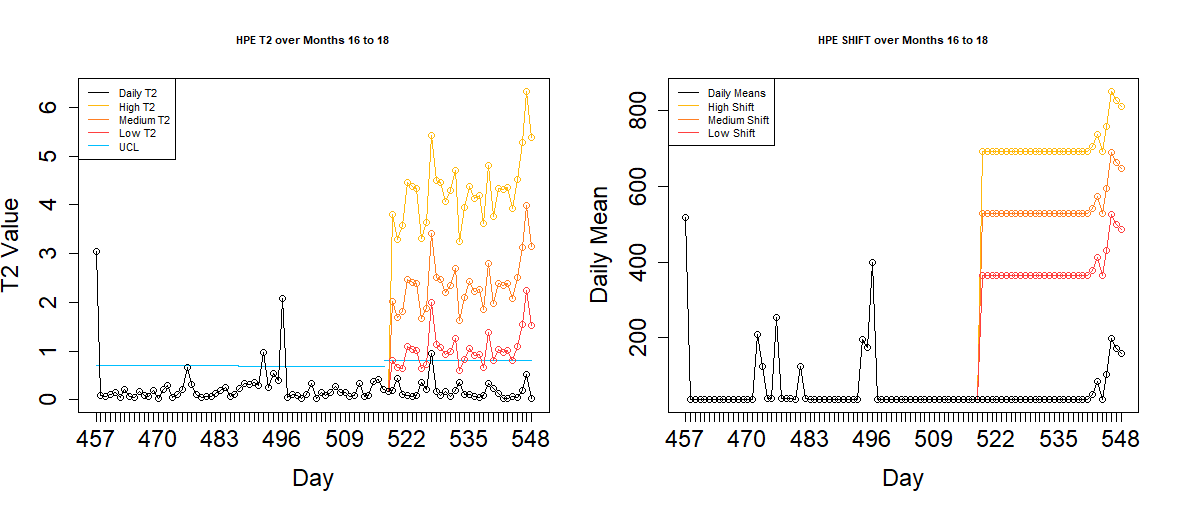 HPE T2 over Months 16 to 18
Daily T2
High T2
Medium T2
Low T2
UCL
6
5
4
3
2
1
0
T2 Value
457 470 483 496 509 522 535 548
Day
HPE SHIFT over Months 16 to 18
Daily Means
High Shift
Medium Shift
Low Shift
800
600
400
200
Daily Mean
457 470 483 496 509 522 535 548
Day